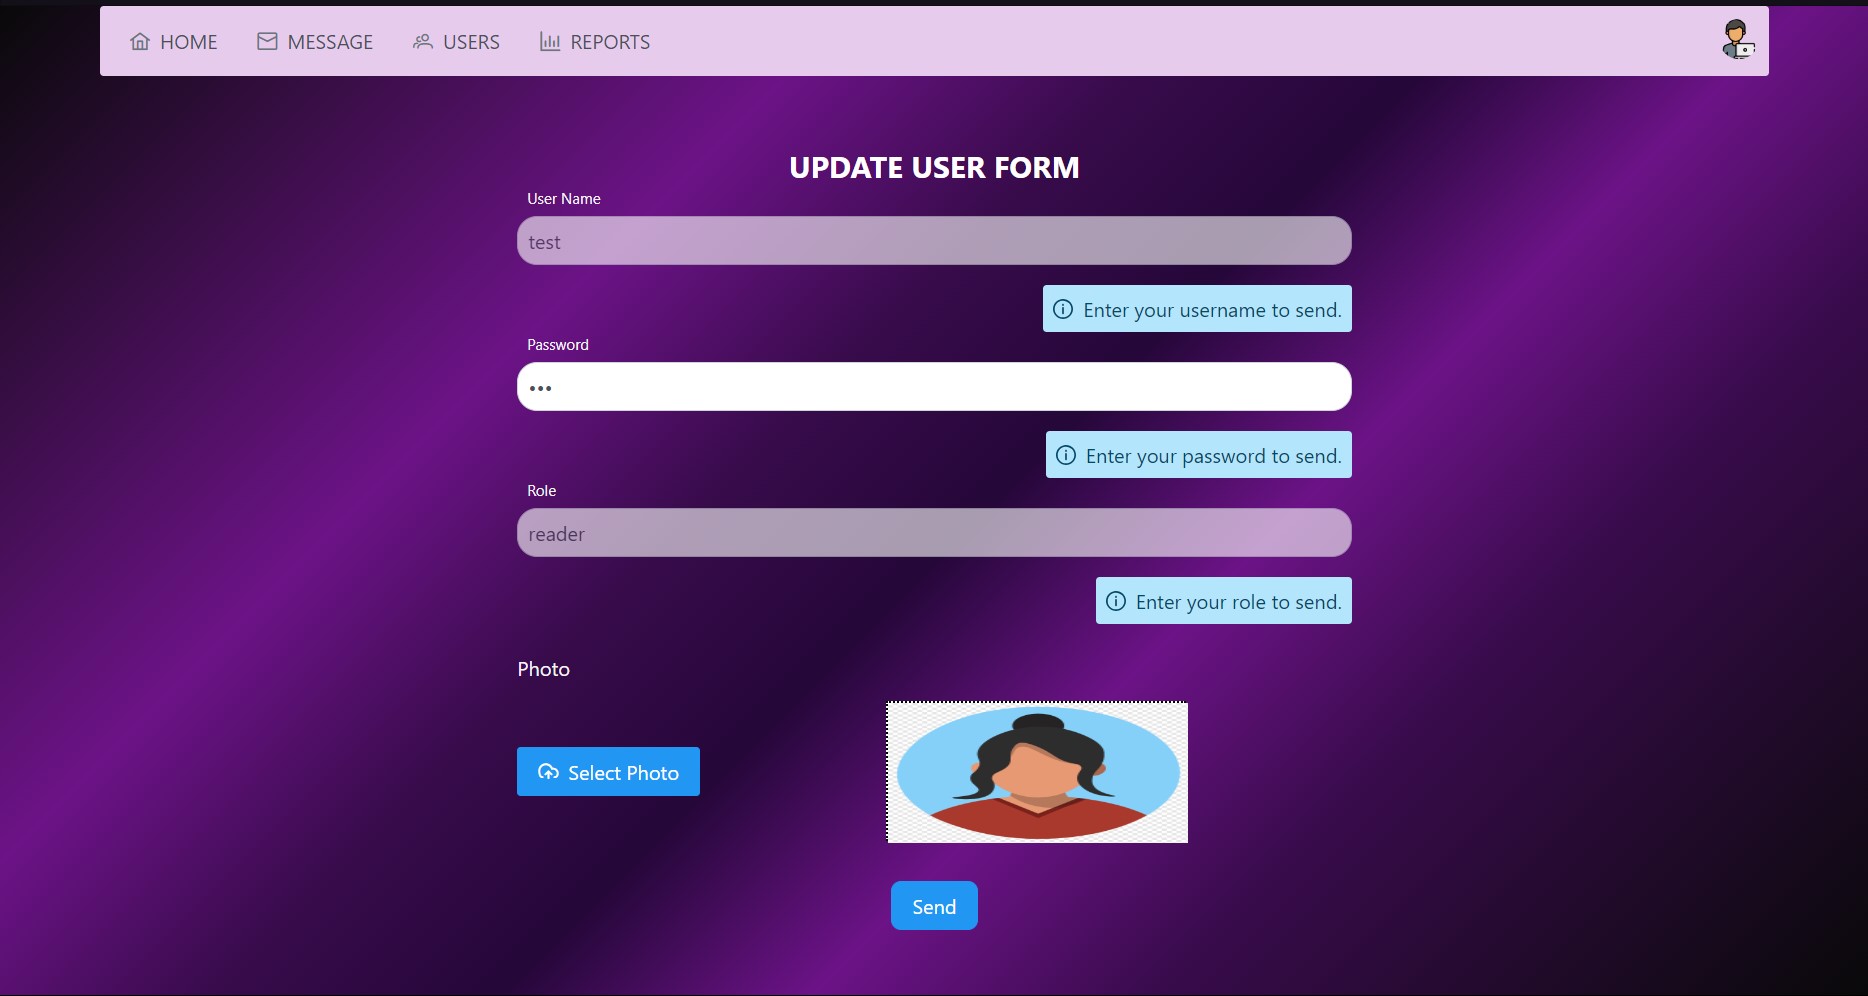 HOME MESSAGE USERS REPORTS
UPDATE USER FORM
User Name
test
Enter your username to send.
Password
•••
Enter your password to send.
Role
reader
Enter your role to send.
Photo
Select Photo
Send